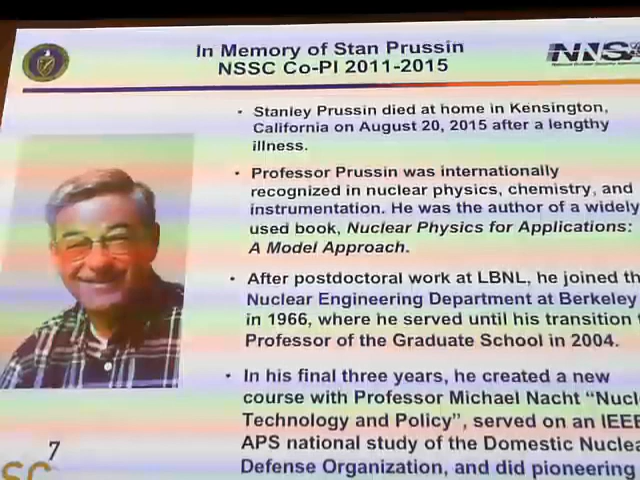 In Memory of Stan Prussin
NSSC Co-PI 2011-2015
• Stanley Prussin died at home in Kensington,
California on August 20, 2015 after a lengthy
illness.
• Professor Prussin was internationally
recognized in nuclear physics, chemistry, and
instrumentation. He was the author of a widely
used book, Nuclear Physics for Applications:
A Model Approach.
• After postdoctoral work at LBNL, he joined th
Nuclear Engineering Department at Berkeley
in 1966, where he served until his transition
Professor of the Graduate School in 2004.
• In his final three years, he created a new
course with Professor Michael Nacht “Nucl
Technology and Policy”, served on an IEEE
APS national study of the Domestic Nuclea
Defense Organization, and did pioneering
7
SC